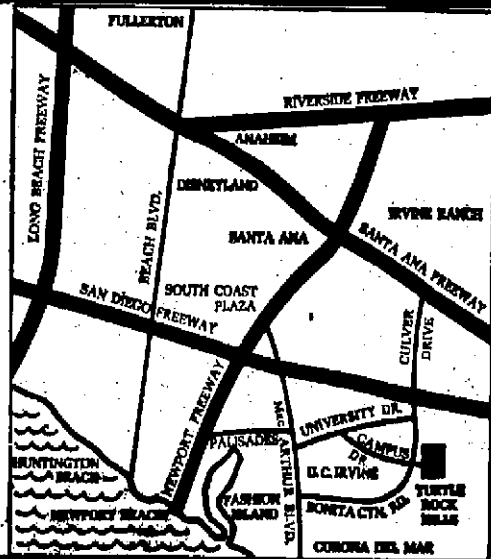 FULLERTON
RIVERSIDE FREEWAY
LONG BEACH FREEWAY
ANAHEIM
BEACH BLVD.
DISNEYLAND
IRVINE RANCH
SANTA ANA
SANTA ANA FREEWAY
SOUTH COAST
PLAZA
SAN DIEGO FREEWAY
CULVER
DRIVE
NEWPORT FREEWAY
MacARTHUR BLVD.
UNIVERSITY DR.
PALISADES
CAMPUS
DR.
HUNTINGTON
BEACH
U.C. IRVINE
TURTLE
ROCK
HILLS
FASHION
ISLAND
BONITA CYN. RD.
NEWPORT BEACH
CORONA DEL MAR